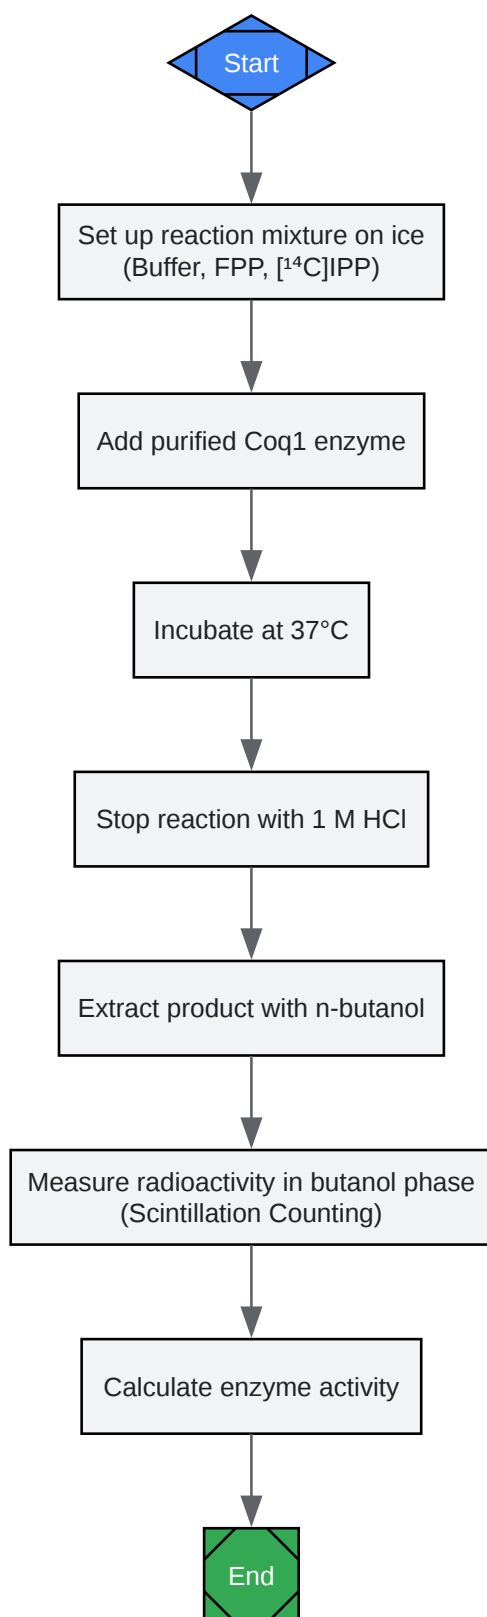 Start
Set up reaction mixture on ice
(Buffer, FPP, [¹⁴C]IPP)
Add purified Coq1 enzyme
Incubate at 37°C
Stop reaction with 1 M HCl
Extract product with n-butanol
Measure radioactivity in butanol phase
(Scintillation Counting)
Calculate enzyme activity
End